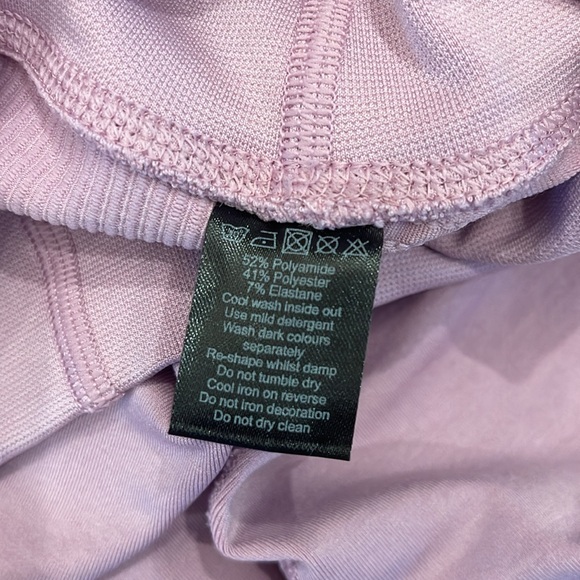 52% Polyamide
41% Polyester
7% Elastane
Cool wash inside out
Use mild detergent
Wash dark colours
separately
Re-shape whilst damp
Do not tumble dry
Cool iron on reverse
Do not iron decoration
Do not dry clean